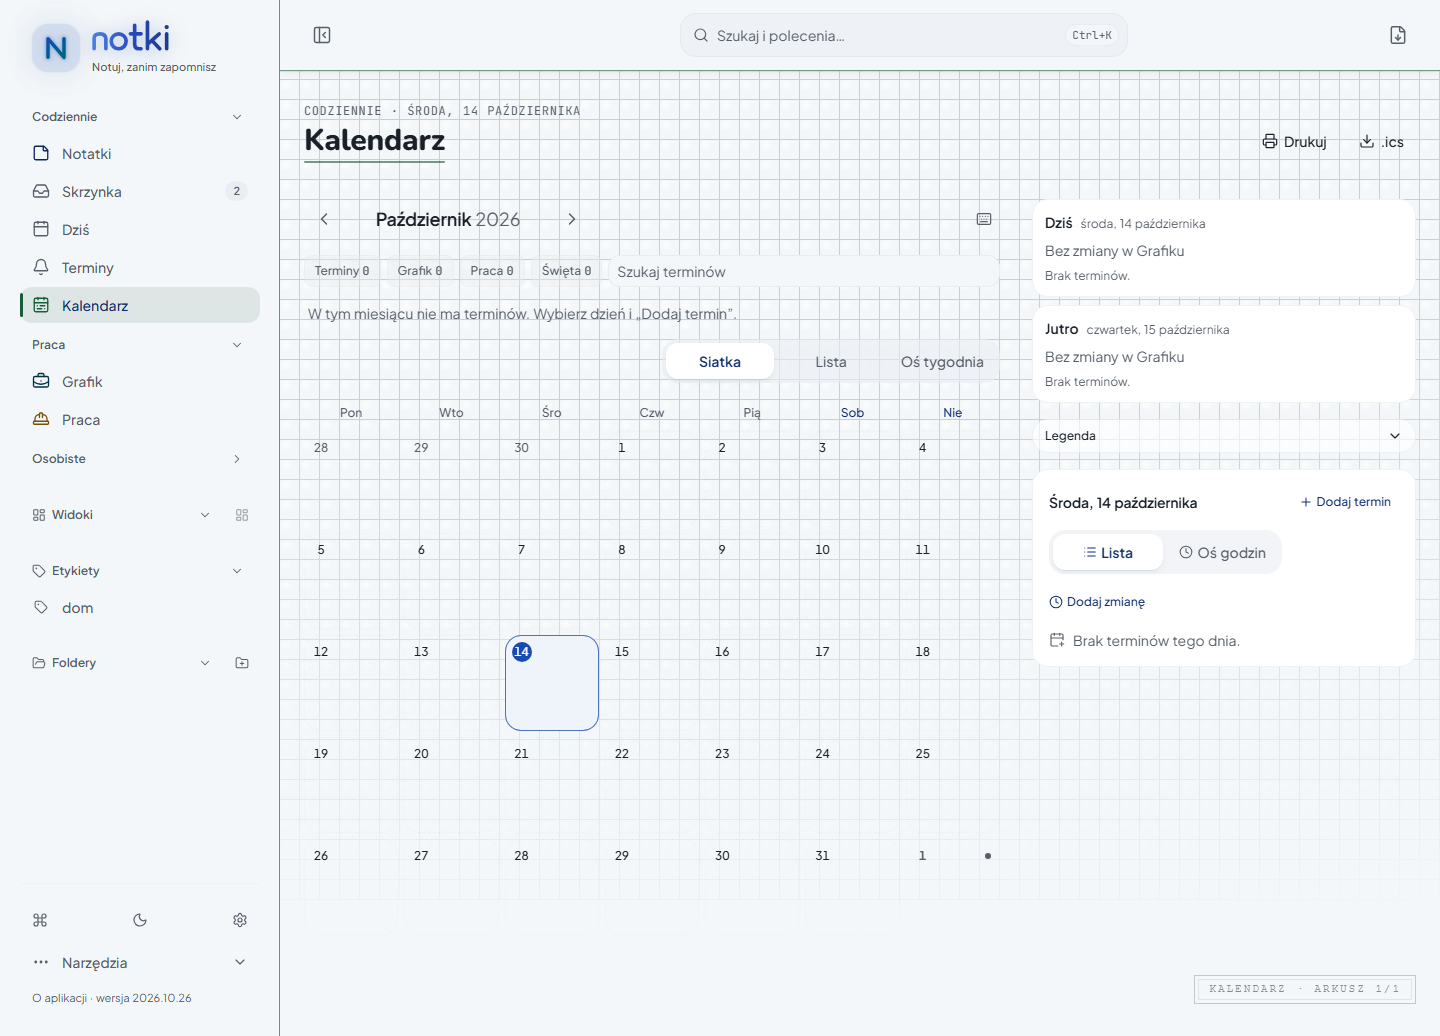 N notki
Notuj, zanim zapomnisz
Codziennie
Notatki
Skrzynka 2
Dziś
Terminy
Kalendarz
Praca
Grafik
Praca
Osobiste
Widoki
Etykiety
dom
Foldery
Narzędzia
O aplikacji · wersja 2026.10.26
Szukaj i polecenia… Ctrl+K
CODZIENNIE · ŚRODA, 14 PAŹDZIERNIKA
Kalendarz
Drukuj .ics
Październik 2026
Terminy 0 Grafik 0 Praca 0 Święta 0 Szukaj terminów
W tym miesiącu nie ma terminów. Wybierz dzień i „Dodaj termin”.
Siatka Lista Oś tygodnia
Pon Wto Śro Czw Pią Sob Nie
28 29 30 1 2 3 4
5 6 7 8 9 10 11
12 13 14 15 16 17 18
19 20 21 22 23 24 25
26 27 28 29 30 31 1
Dziś środa, 14 października
Bez zmiany w Grafiku
Brak terminów.
Jutro czwartek, 15 października
Bez zmiany w Grafiku
Brak terminów.
Legenda
Środa, 14 października Dodaj termin
Lista Oś godzin
Dodaj zmianę
Brak terminów tego dnia.
KALENDARZ · ARKUSZ 1/1